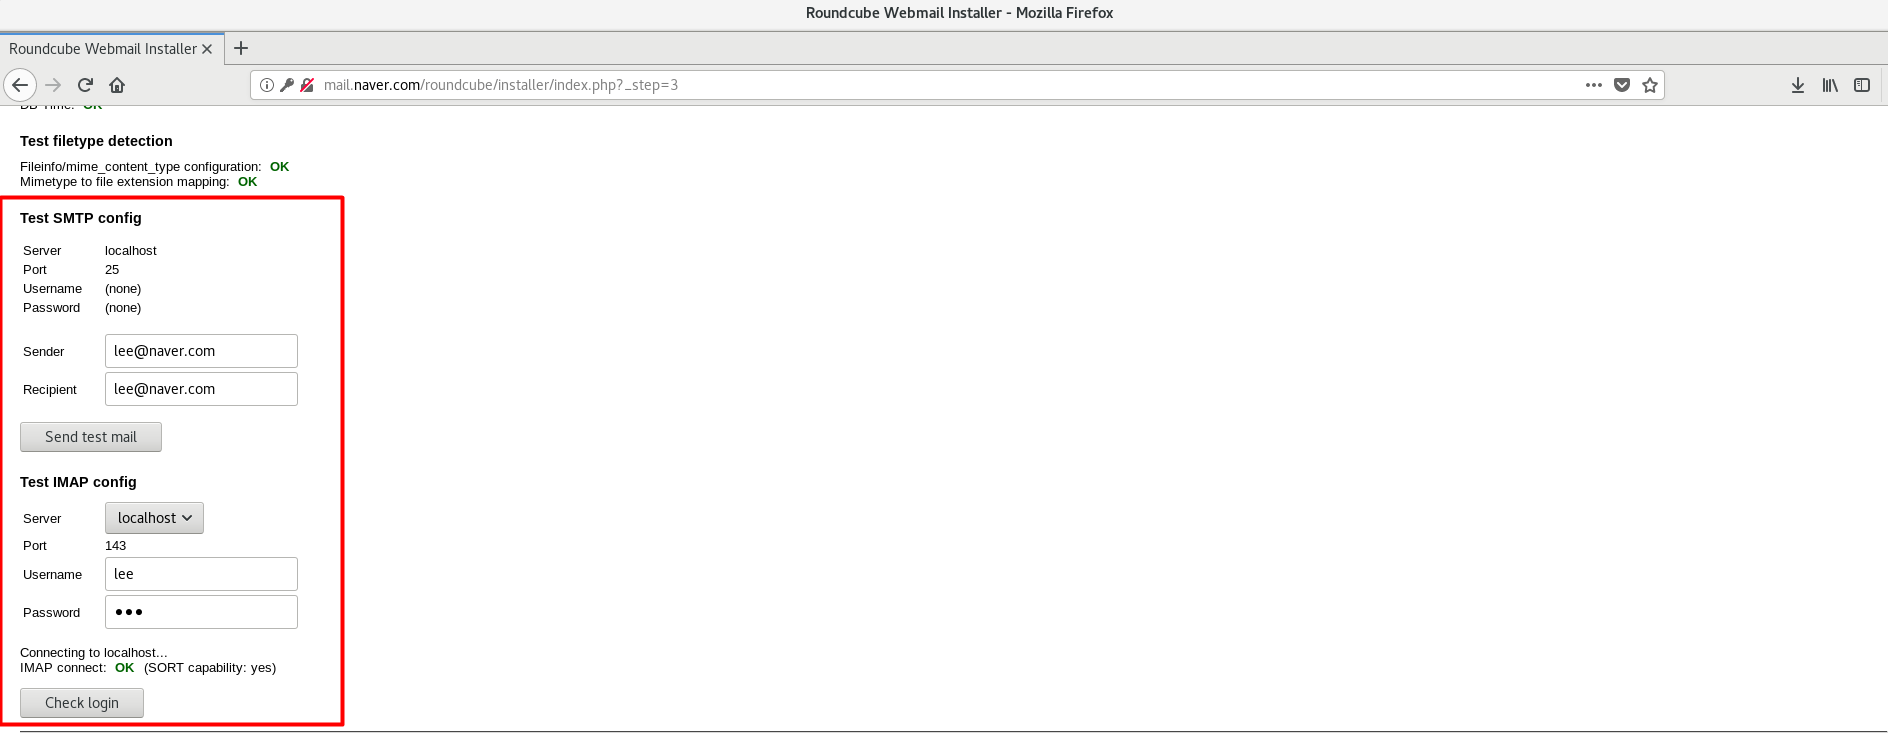 Roundcube Webmail Installer - Mozilla Firefox
Roundcube Webmail Installer
mail.naver.com/roundcube/installer/index.php?_step=3
DB Time: OK
Test filetype detection
Fileinfo/mime_content_type configuration: OK
Mimetype to file extension mapping: OK
Test SMTP config
Server localhost
Port 25
Username (none)
Password (none)
Sender lee@naver.com
Recipient lee@naver.com
Send test mail
Test IMAP config
Server localhost
Port 143
Username lee
Password •••
Connecting to localhost...
IMAP connect: OK (SORT capability: yes)
Check login